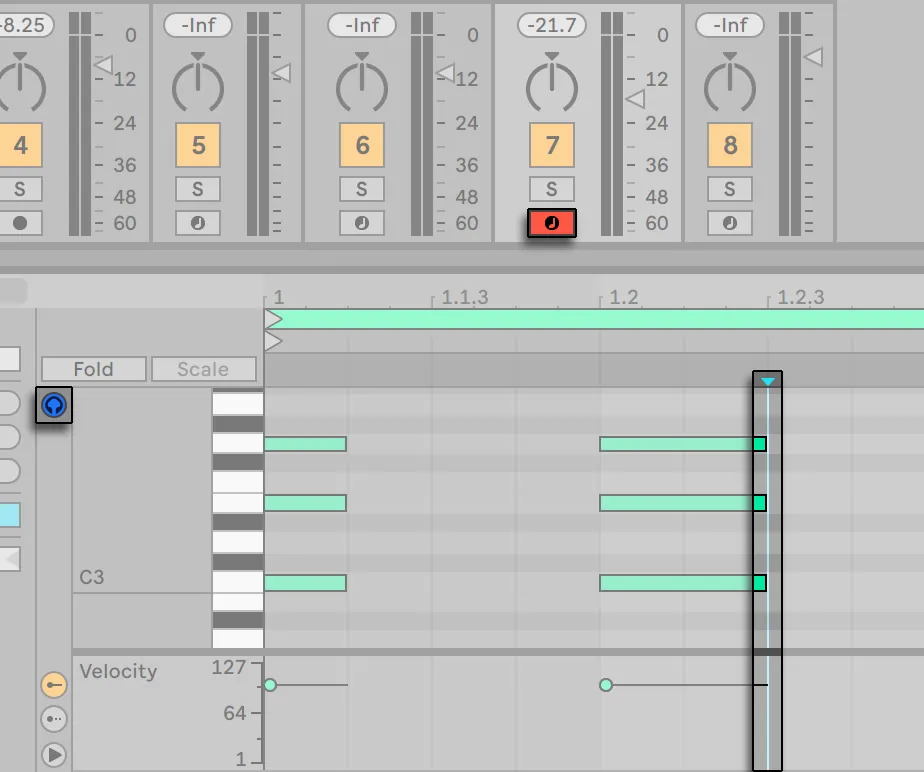 -8.25 -Inf -Inf -21.7 -Inf
0 0 0
12 12 12
24 24 24
4 5 6 7 8
36 36 36
S S S S S
48 48 48
60 60 60
1 1.1.3 1.2 1.2.3
Fold Scale
C3
Velocity 127
64
1